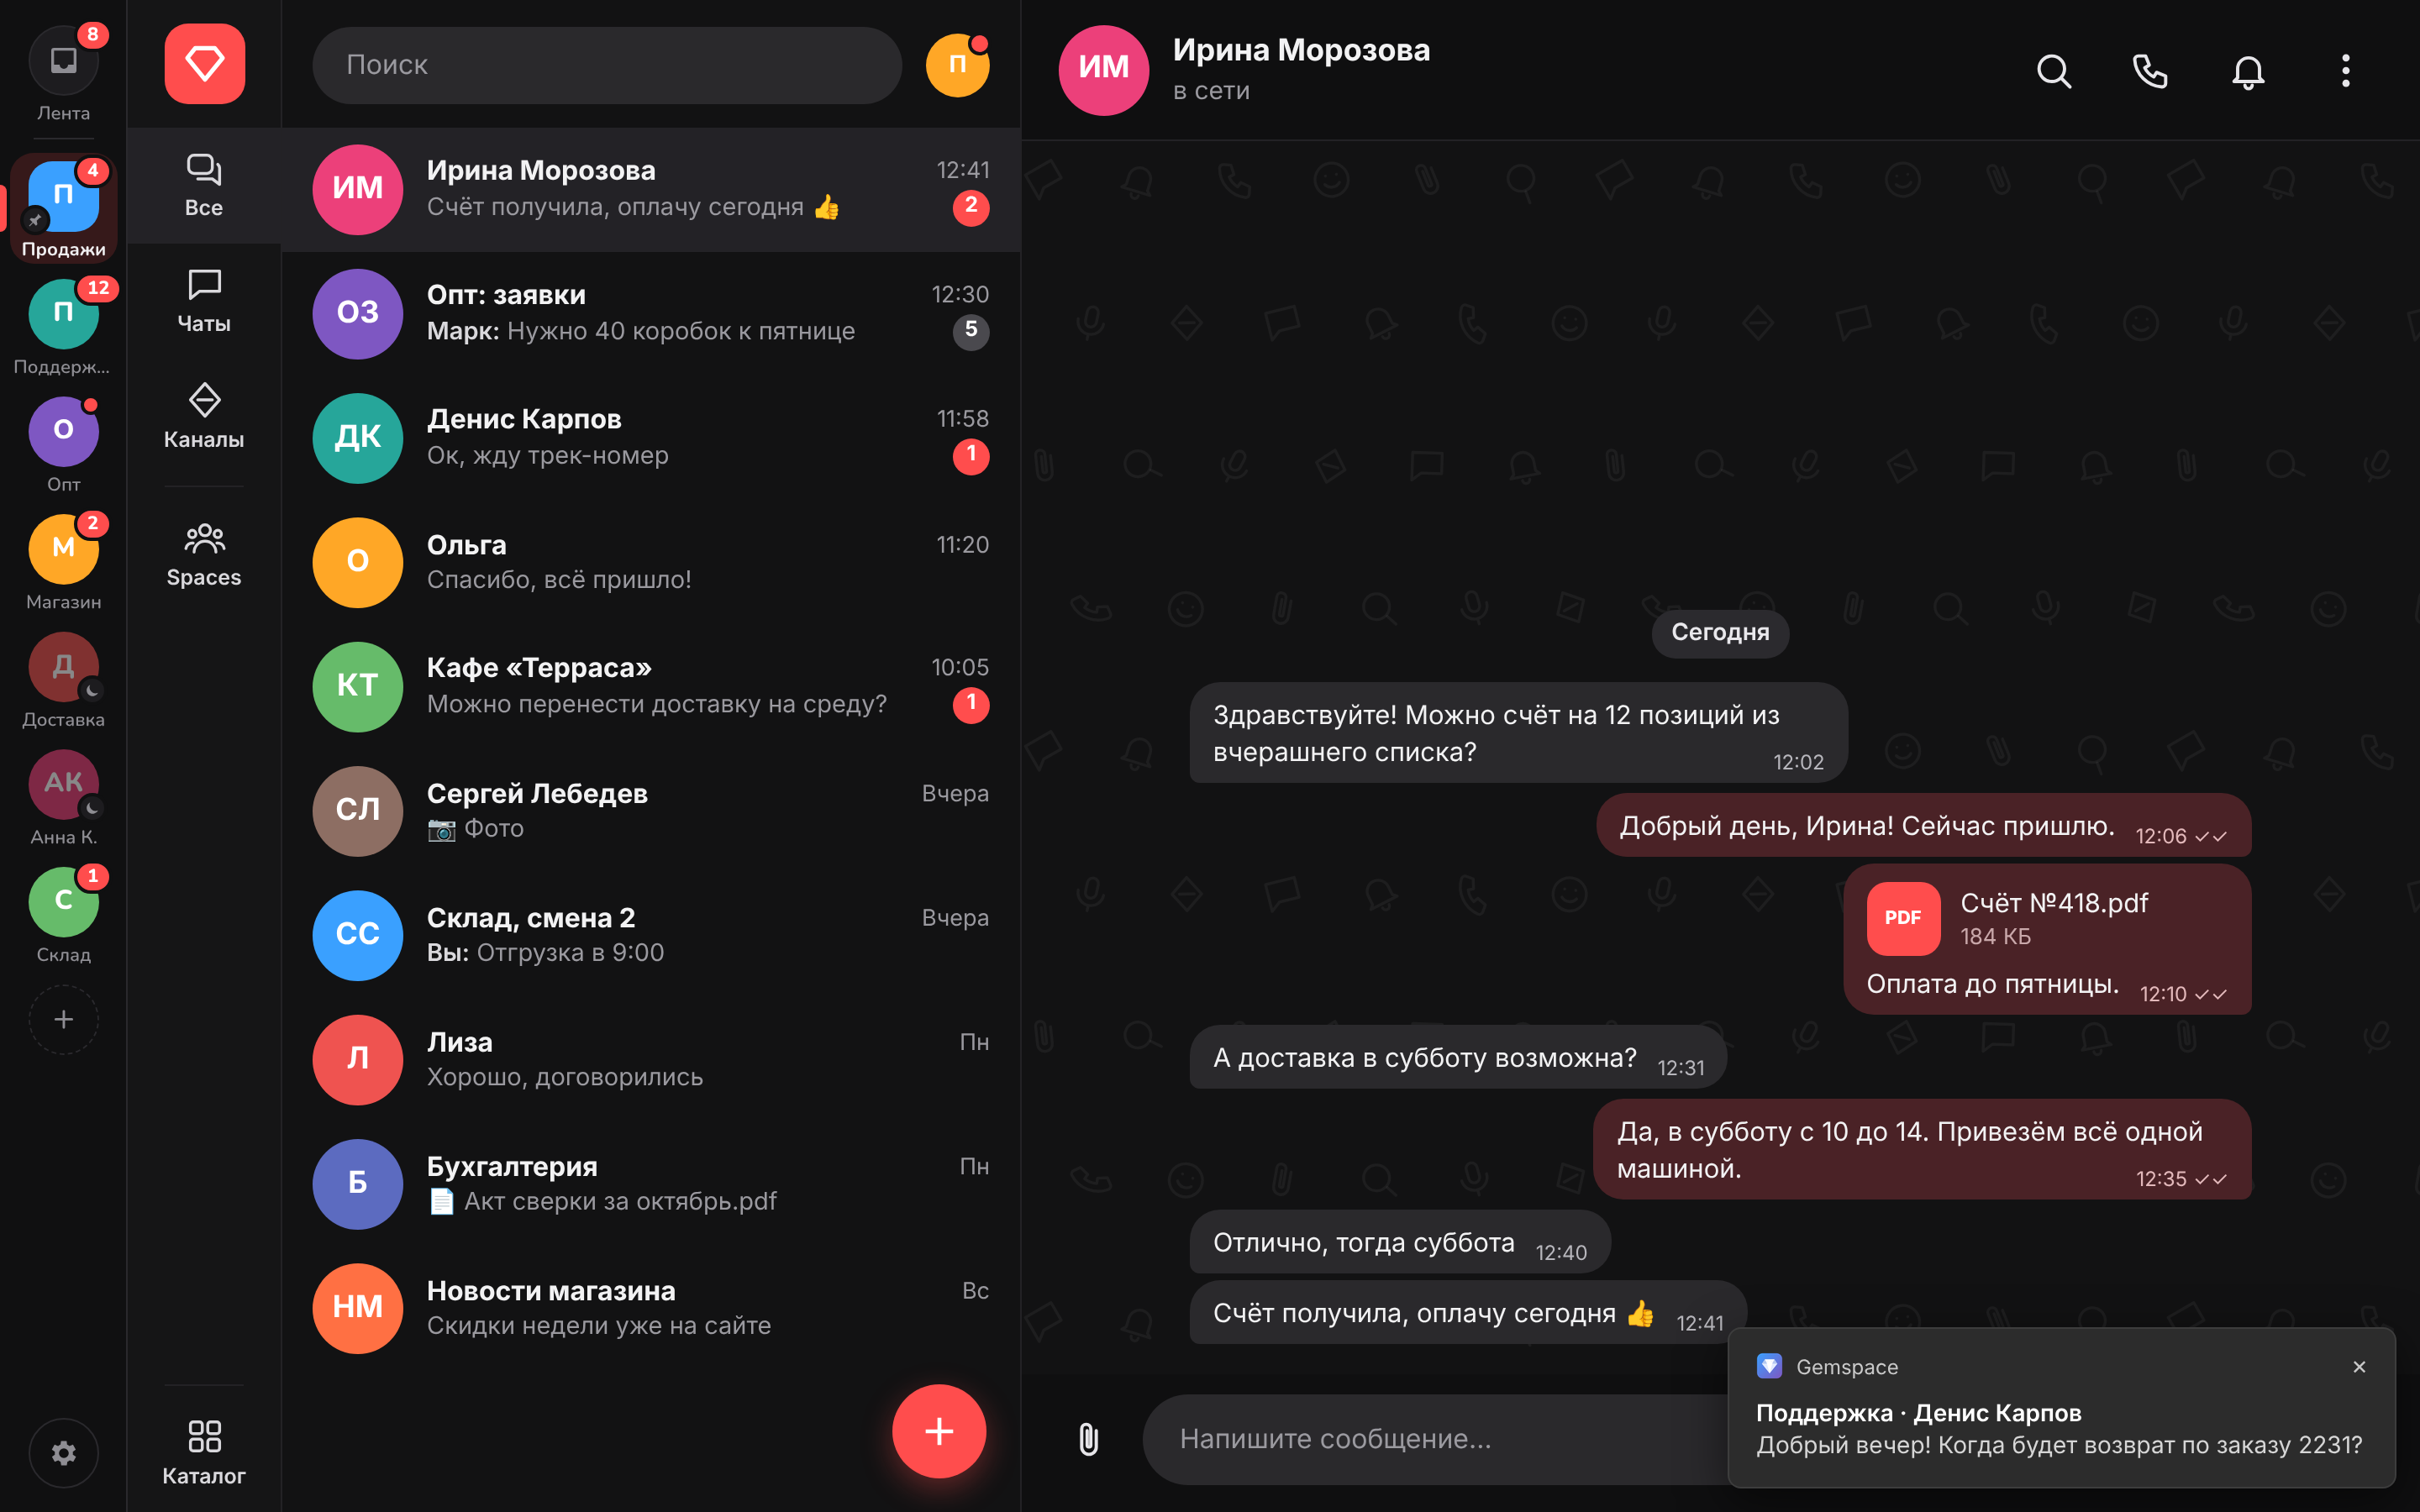 8
Лента
П
4
Продажи
П
12
Поддерж...
О
Опт
М
2
Магазин
Д
Доставка
АК
Анна К.
С
1
Склад
Все
Чаты
Каналы
Spaces
Каталог
Поиск
П
ИМ
Ирина Морозова
12:41
Счёт получила, оплачу сегодня 👍
2
ОЗ
Опт: заявки
12:30
Марк: Нужно 40 коробок к пятнице
5
ДК
Денис Карпов
11:58
Ок, жду трек-номер
1
О
Ольга
11:20
Спасибо, всё пришло!
КТ
Кафе «Терраса»
10:05
Можно перенести доставку на среду?
1
СЛ
Сергей Лебедев
Вчера
📷 Фото
СС
Склад, смена 2
Вчера
Вы: Отгрузка в 9:00
Л
Лиза
Пн
Хорошо, договорились
Б
Бухгалтерия
Пн
📄 Акт сверки за октябрь.pdf
НМ
Новости магазина
Вс
Скидки недели уже на сайте
ИМ
Ирина Морозова
в сети
Сегодня
Здравствуйте! Можно счёт на 12 позиций из
вчерашнего списка?
12:02
Добрый день, Ирина! Сейчас пришлю.
12:06
PDF
Счёт №418.pdf
184 КБ
Оплата до пятницы.
12:10
А доставка в субботу возможна?
12:31
Да, в субботу с 10 до 14. Привезём всё одной
машиной.
12:35
Отлично, тогда суббота
12:40
Счёт получила, оплачу сегодня 👍
12:41
Напишите сообщение...
Gemspace
Поддержка · Денис Карпов
Добрый вечер! Когда будет возврат по заказу 2231?